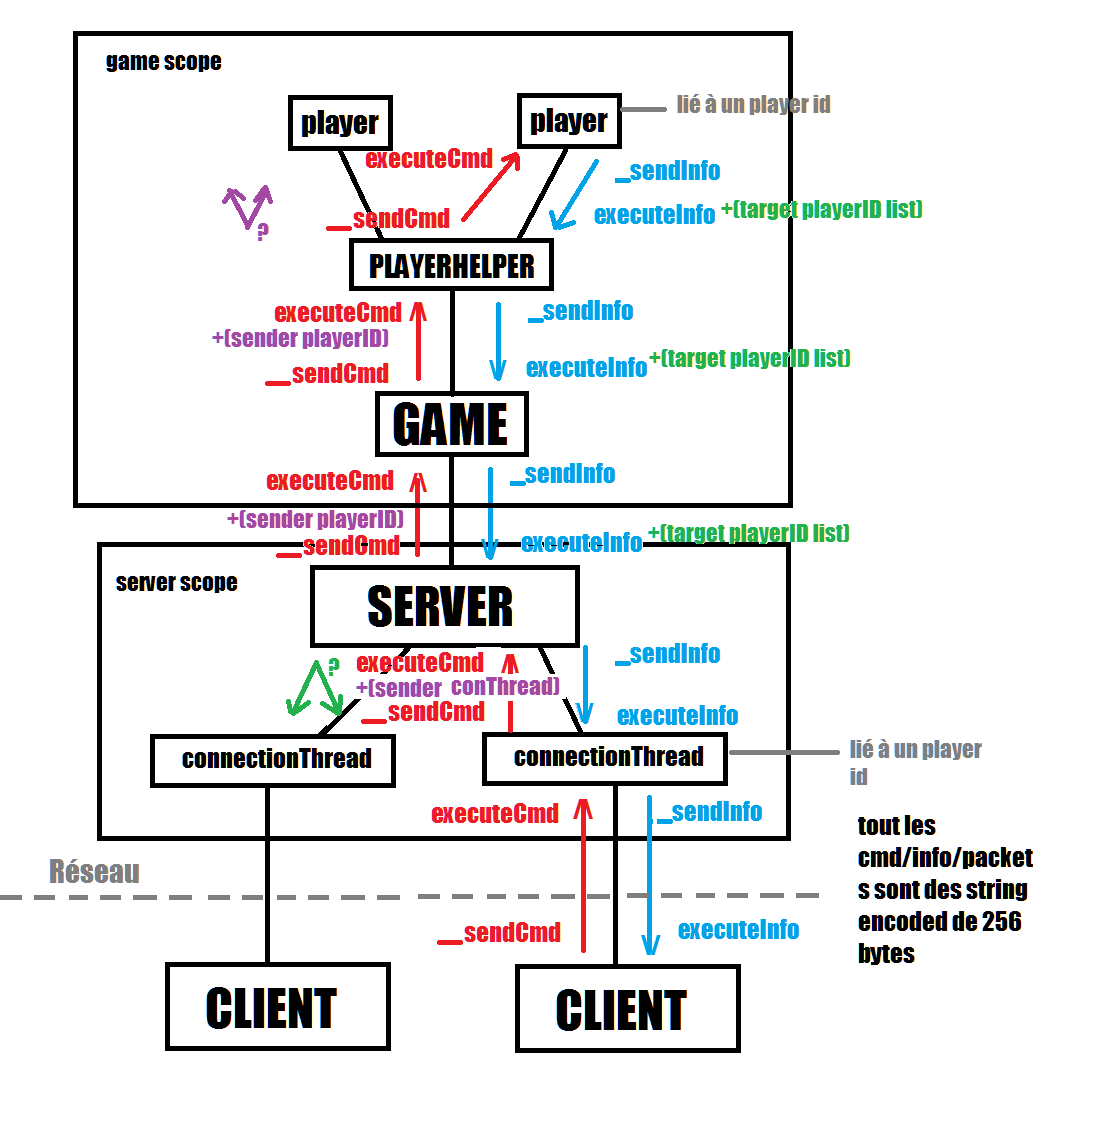 game scope
player
player
lié à un player id
executeCmd
_sendInfo
__sendCmd
executeInfo +(target playerID list)
?
PLAYERHELPER
executeCmd
_sendInfo
+(sender playerID)
__sendCmd
executeInfo +(target playerID list)
GAME
executeCmd
_sendInfo
+(sender playerID)
__sendCmd
executeInfo +(target playerID list)
server scope
SERVER
?
executeCmd
_sendInfo
+(sender conThread)
__sendCmd
executeInfo
connectionThread
connectionThread
lié à un player
id
executeCmd
_sendInfo
tout les
cmd/info/packet
s sont des string
encoded de 256
bytes
Réseau
__sendCmd
executeInfo
CLIENT
CLIENT